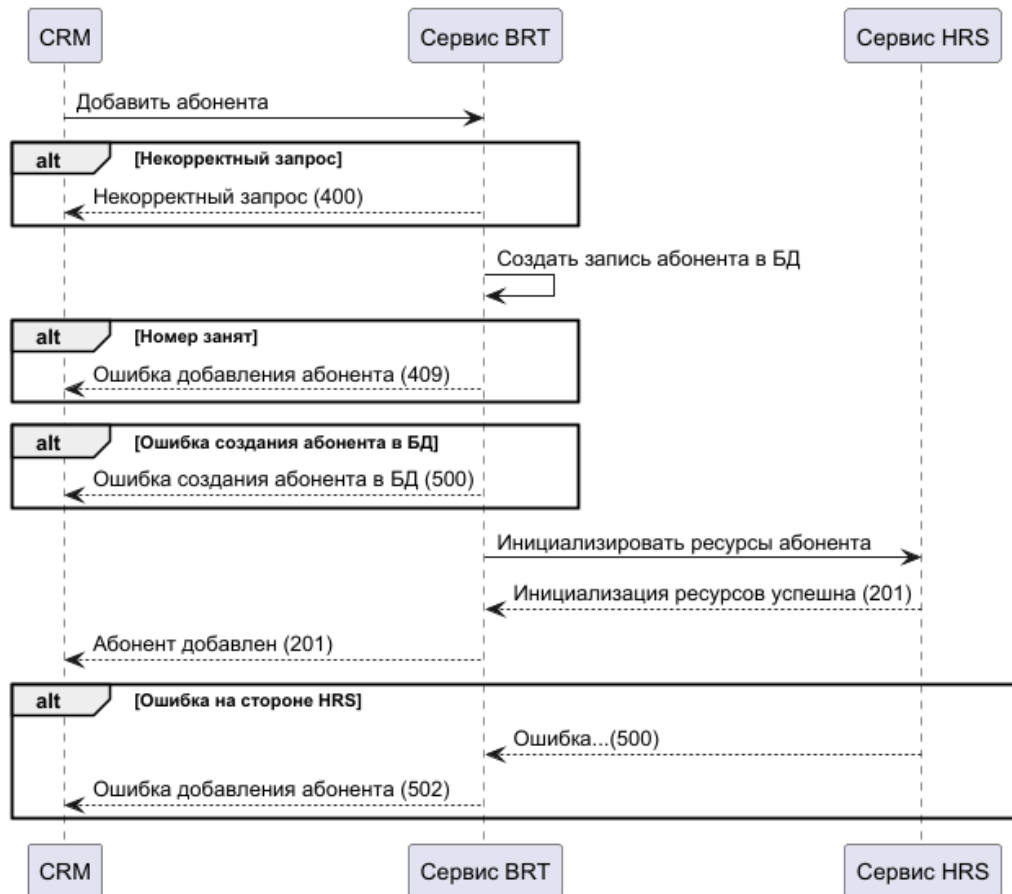 CRM
Сервис BRT
Сервис HRS
Добавить абонента
alt
[Некорректный запрос]
Некорректный запрос (400)
Создать запись абонента в БД
alt
[Номер занят]
Ошибка добавления абонента (409)
alt
[Ошибка создания абонента в БД]
Ошибка создания абонента в БД (500)
Инициализировать ресурсы абонента
Инициализация ресурсов успешна (201)
Абонент добавлен (201)
alt
[Ошибка на стороне HRS]
Ошибка...(500)
Ошибка добавления абонента (502)
CRM
Сервис BRT
Сервис HRS